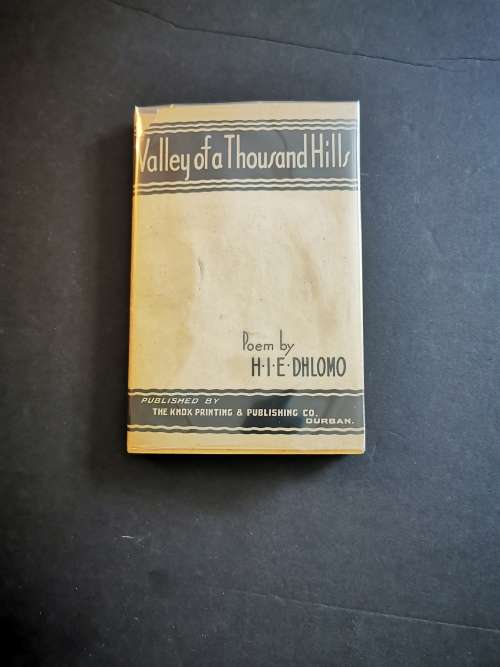 Valley of a Thousand Hills
Poem by
H·I·E·DHLOMO
PUBLISHED BY
THE KNOX PRINTING & PUBLISHING CO.
DURBAN.